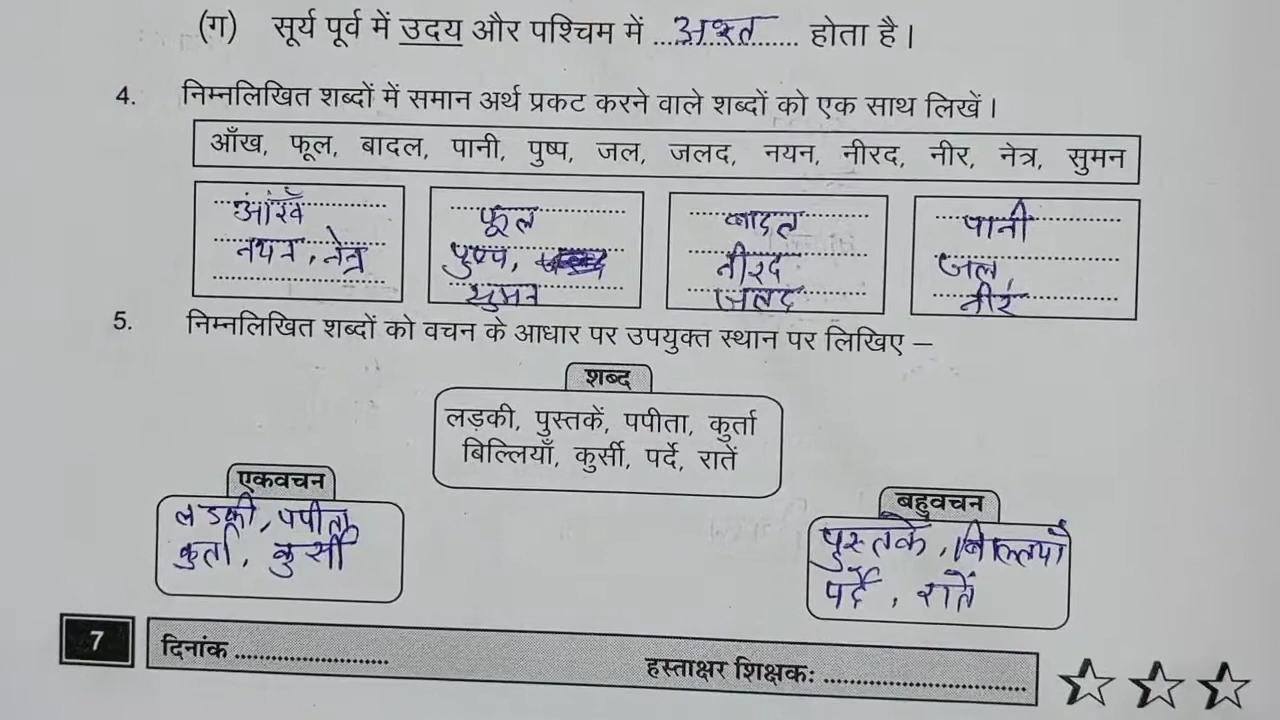 (ग) सूर्य पूर्व में उदय और पश्चिम में ...अस्त... होता है।
4. निम्नलिखित शब्दों में समान अर्थ प्रकट करने वाले शब्दों को एक साथ लिखें।
आँख, फूल, बादल, पानी, पुष्प, जल, जलद, नयन, नीरद, नीर, नेत्र, सुमन
आंख
नयन, नेत्र
फूल
पुष्प,
सुमन
बादल
नीरद
जलद
पानी
जल,
नीर
5. निम्नलिखित शब्दों को वचन के आधार पर उपयुक्त स्थान पर लिखिए –
शब्द
लड़की, पुस्तकें, पपीता, कुर्ता
बिल्लियाँ, कुर्सी, पर्दे, रातें
एकवचन
लडकी, पपीता
कुर्ता, कुर्सी
बहुवचन
पुस्तके, बिल्लियाँ
पर्दे, रातें
7 दिनांक ........................ हस्ताक्षर शिक्षक: ................................